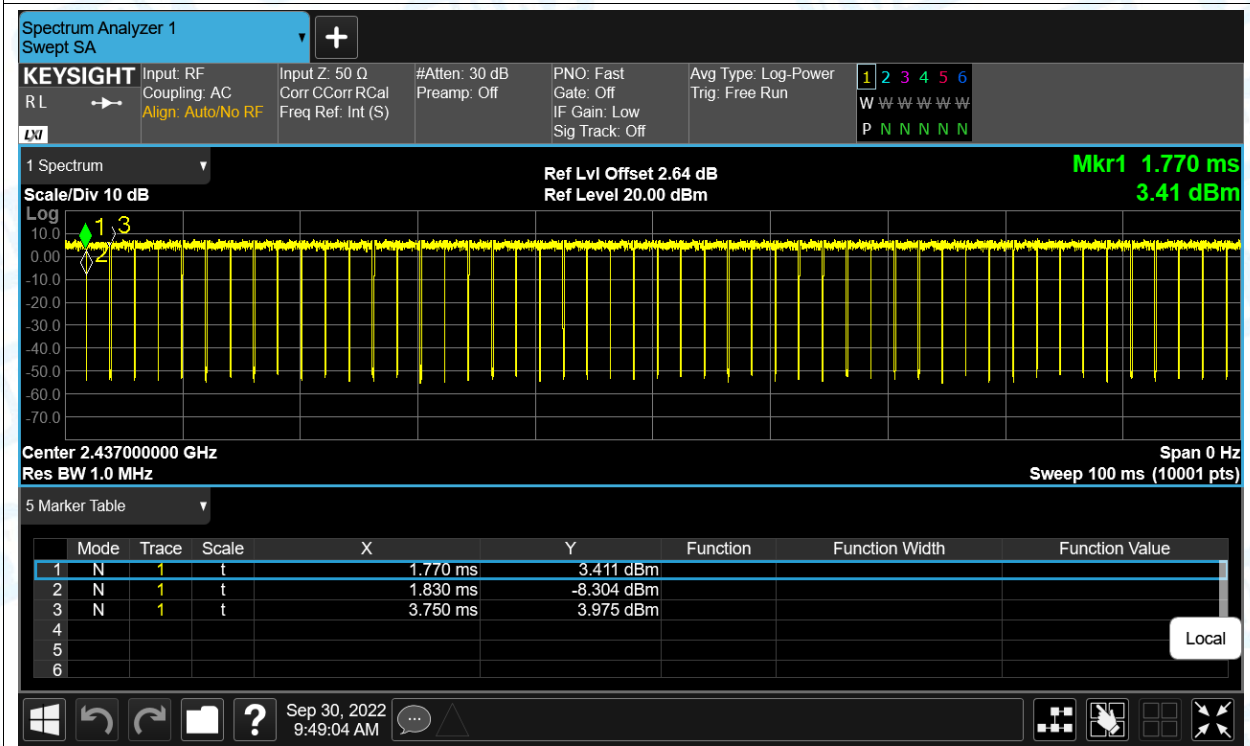 Spectrum Analyzer 1
Swept SA
KEYSIGHT
R L
LXI
Input: RF
Coupling: AC
Align: Auto/No RF
Input Z: 50 Ω
Corr CCorr RCal
Freq Ref: Int (S)
#Atten: 30 dB
Preamp: Off
PNO: Fast
Gate: Off
IF Gain: Low
Sig Track: Off
Avg Type: Log-Power
Trig: Free Run
1 2 3 4 5 6
W W W W W W
P N N N N N
1 Spectrum
Scale/Div 10 dB
Ref Lvl Offset 2.64 dB
Ref Level 20.00 dBm
Mkr1 1.770 ms
3.41 dBm
Log
10.0
0.00
-10.0
-20.0
-30.0
-40.0
-50.0
-60.0
-70.0
1 3
2
Center 2.437000000 GHz
Res BW 1.0 MHz
Span 0 Hz
Sweep 100 ms (10001 pts)
5 Marker Table
Mode Trace Scale X Y Function Function Width Function Value
1 N 1 t 1.770 ms 3.411 dBm
2 N 1 t 1.830 ms -8.304 dBm
3 N 1 t 3.750 ms 3.975 dBm
4
5
6
Local
?
Sep 30, 2022
9:49:04 AM